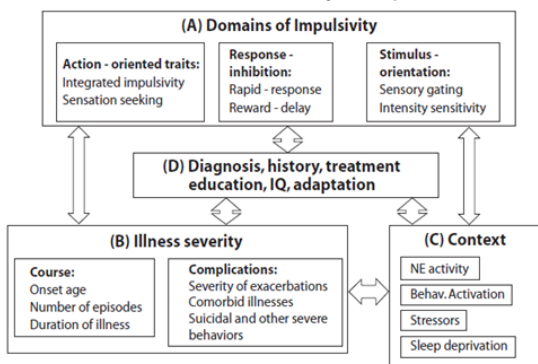 (A) Domains of Impulsivity
Action - oriented traits:
Integrated impulsivity
Sensation seeking
Response -
inhibition:
Rapid - response
Reward - delay
Stimulus -
orientation:
Sensory gating
Intensity sensitivity
(D) Diagnosis, history, treatment
education, IQ, adaptation
(B) Illness severity
Course:
Onset age
Number of episodes
Duration of illness
Complications:
Severity of exacerbations
Comorbid illnesses
Suicidal and other severe
behaviors
(C) Context
NE activity
Behav. Activation
Stressors
Sleep deprivation